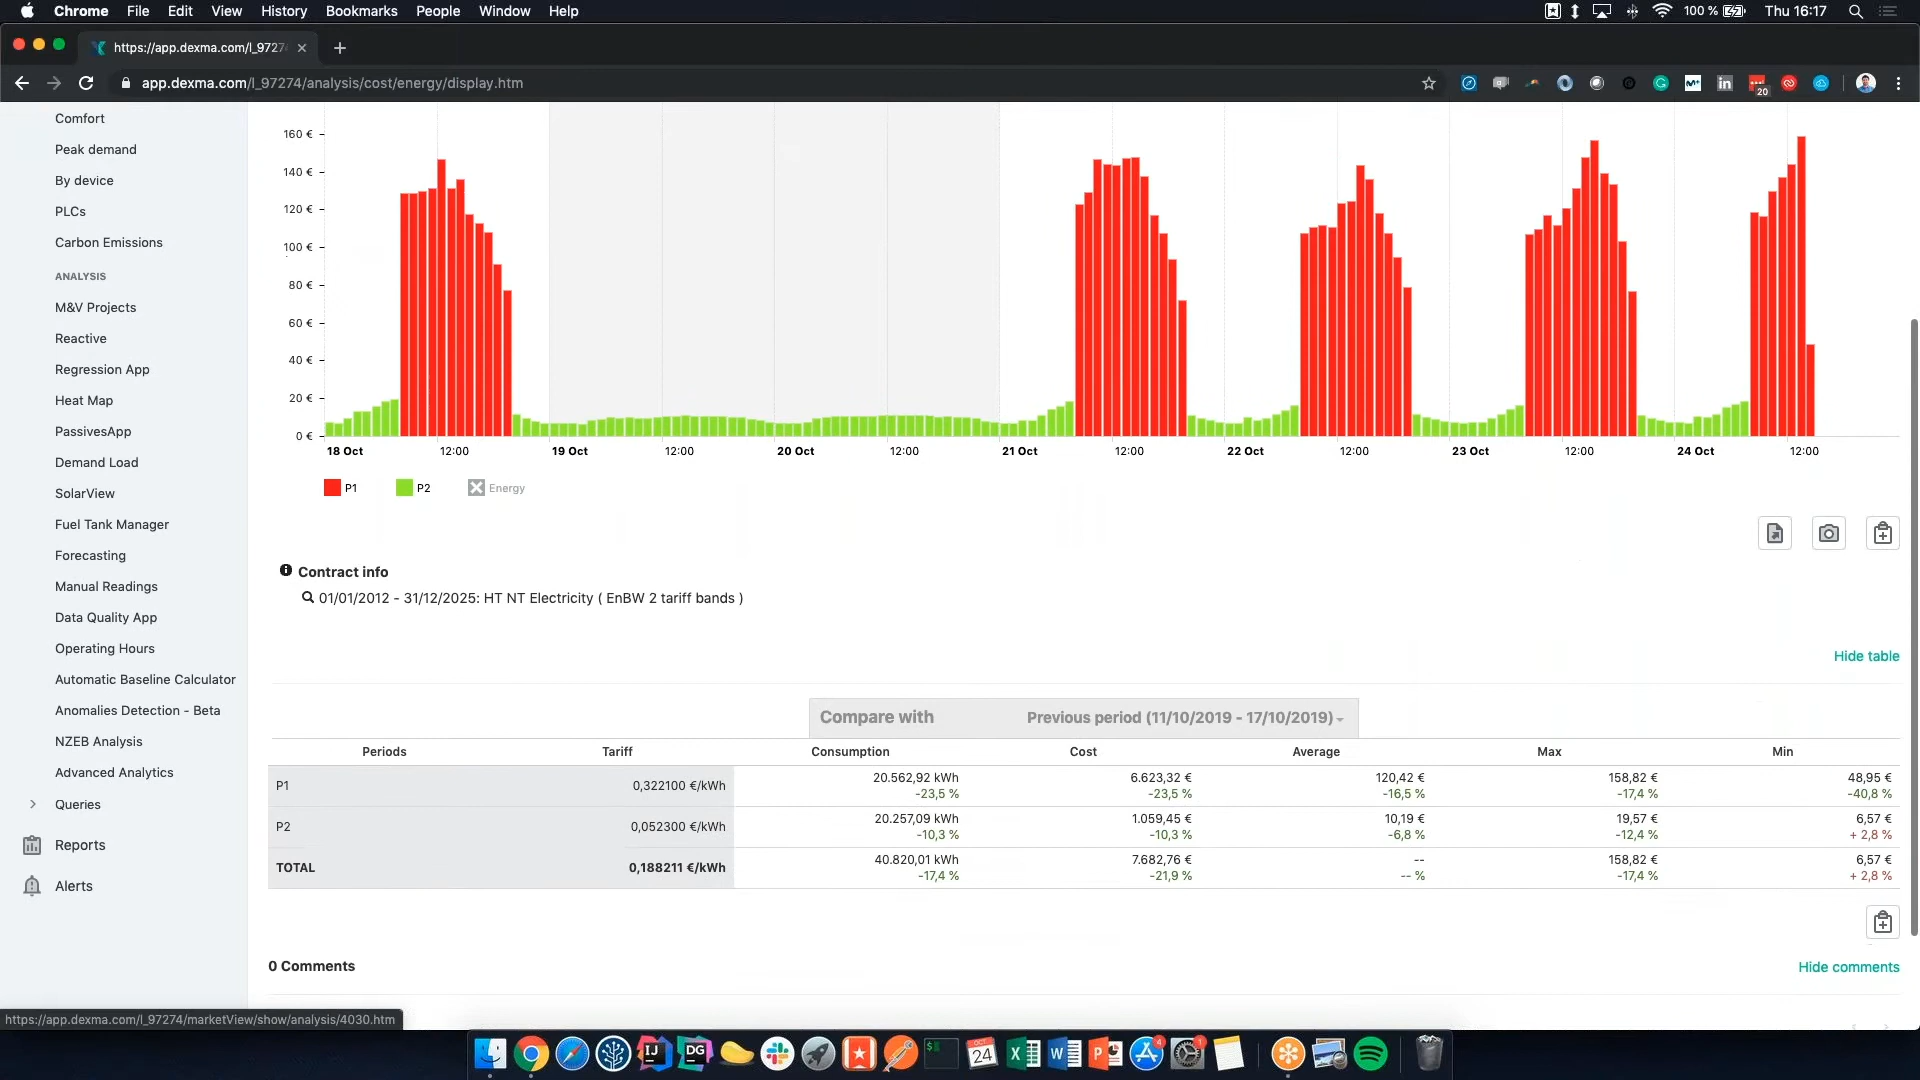 Chrome File Edit View History Bookmarks People Window Help
100 % Thu 16:17
https://app.dexma.com/l_9727
app.dexma.com/l_97274/analysis/cost/energy/display.htm
20
Comfort
Peak demand
By device
PLCs
Carbon Emissions
ANALYSIS
M&V Projects
Reactive
Regression App
Heat Map
PassivesApp
Demand Load
SolarView
Fuel Tank Manager
Forecasting
Manual Readings
Data Quality App
Operating Hours
Automatic Baseline Calculator
Anomalies Detection - Beta
NZEB Analysis
Advanced Analytics
Queries
Reports
Alerts
160 €
140 €
120 €
100 €
80 €
60 €
40 €
20 €
0 €
18 Oct 12:00 19 Oct 12:00 20 Oct 12:00 21 Oct 12:00 22 Oct 12:00 23 Oct 12:00 24 Oct 12:00
P1 P2 Energy
Contract info
01/01/2012 - 31/12/2025: HT NT Electricity ( EnBW 2 tariff bands )
Hide table
Compare with Previous period (11/10/2019 - 17/10/2019)
Periods Tariff Consumption Cost Average Max Min
P1 0,322100 €/kWh 20.562,92 kWh 6.623,32 € 120,42 € 158,82 € 48,95 €
-23,5 % -23,5 % -16,5 % -17,4 % -40,8 %
P2 0,052300 €/kWh 20.257,09 kWh 1.059,45 € 10,19 € 19,57 € 6,57 €
-10,3 % -10,3 % -6,8 % -12,4 % + 2,8 %
TOTAL 0,188211 €/kWh 40.820,01 kWh 7.682,76 € -- 158,82 € 6,57 €
-17,4 % -21,9 % -- % -17,4 % + 2,8 %
0 Comments
Hide comments
https://app.dexma.com/l_97274/marketView/show/analysis/4030.htm
IJ DG $ OCT 24 X W P 4 1